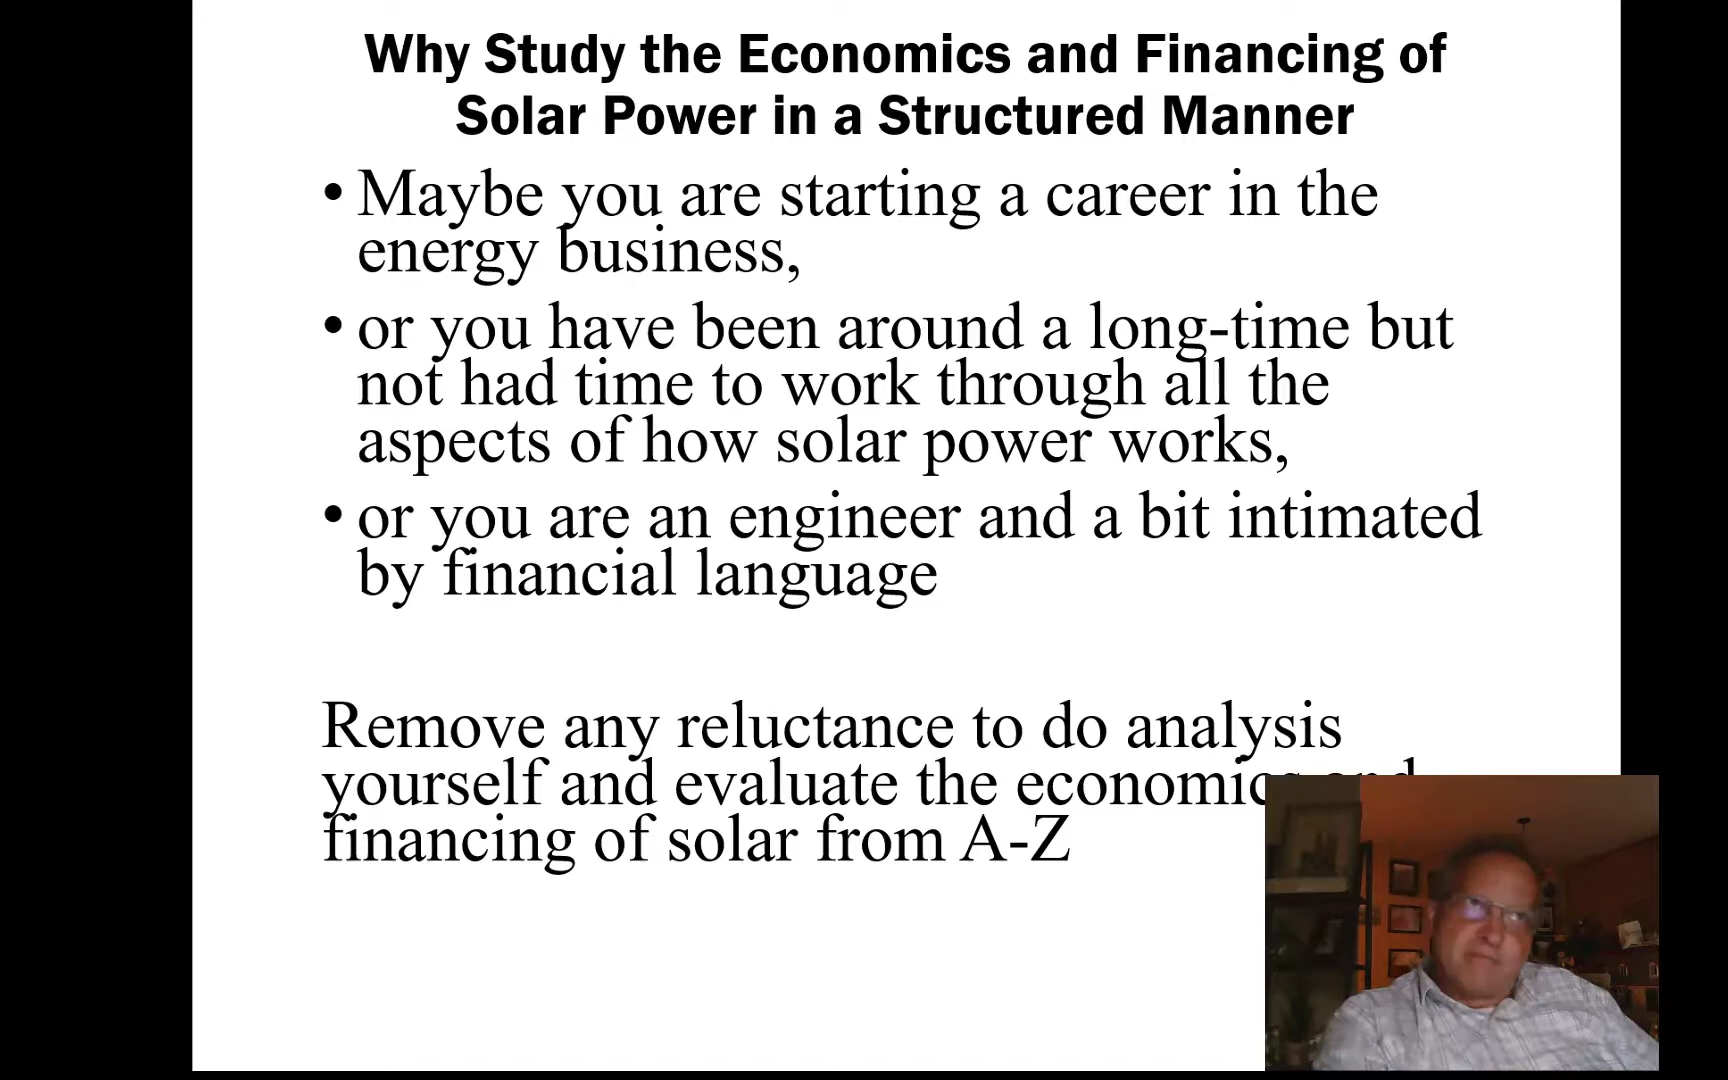 Why Study the Economics and Financing of
Solar Power in a Structured Manner
• Maybe you are starting a career in the
energy business,
• or you have been around a long-time but
not had time to work through all the
aspects of how solar power works,
• or you are an engineer and a bit intimated
by financial language
Remove any reluctance to do analysis
yourself and evaluate the economics and
financing of solar from A-Z